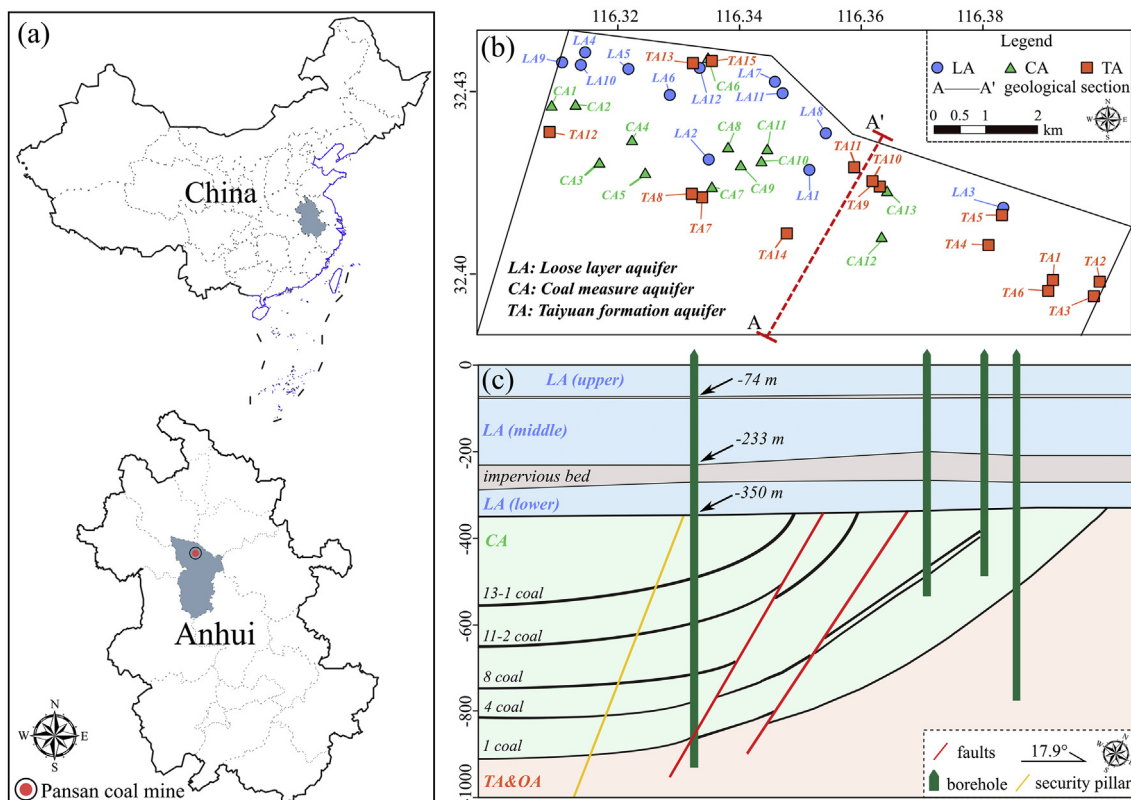 (a)
China
N
W
E
S
Anhui
Pansan coal mine
116.32
116.34
116.36
116.38
(b)
32.43
32.40
LA4
LA9
LA10
LA5
LA6
TA13
TA15
CA6
LA12
LA7
LA11
CA1
CA2
TA12
CA4
CA3
CA5
LA2
CA8
CA11
CA10
CA9
CA7
TA8
TA7
LA8
LA1
TA11
TA10
TA9
CA13
TA14
CA12
LA3
TA5
TA4
TA1
TA2
TA6
TA3
A'
A
Legend
LA
CA
TA
A
A'
geological section
0
0.5
1
2
km
LA: Loose layer aquifer
CA: Coal measure aquifer
TA: Taiyuan formation aquifer
(c)
0
-200
-400
-600
-800
-1000
LA (upper)
-74 m
LA (middle)
-233 m
impervious bed
LA (lower)
-350 m
CA
13-1 coal
11-2 coal
8 coal
4 coal
1 coal
TA&OA
faults
17.9°
borehole
security pillar